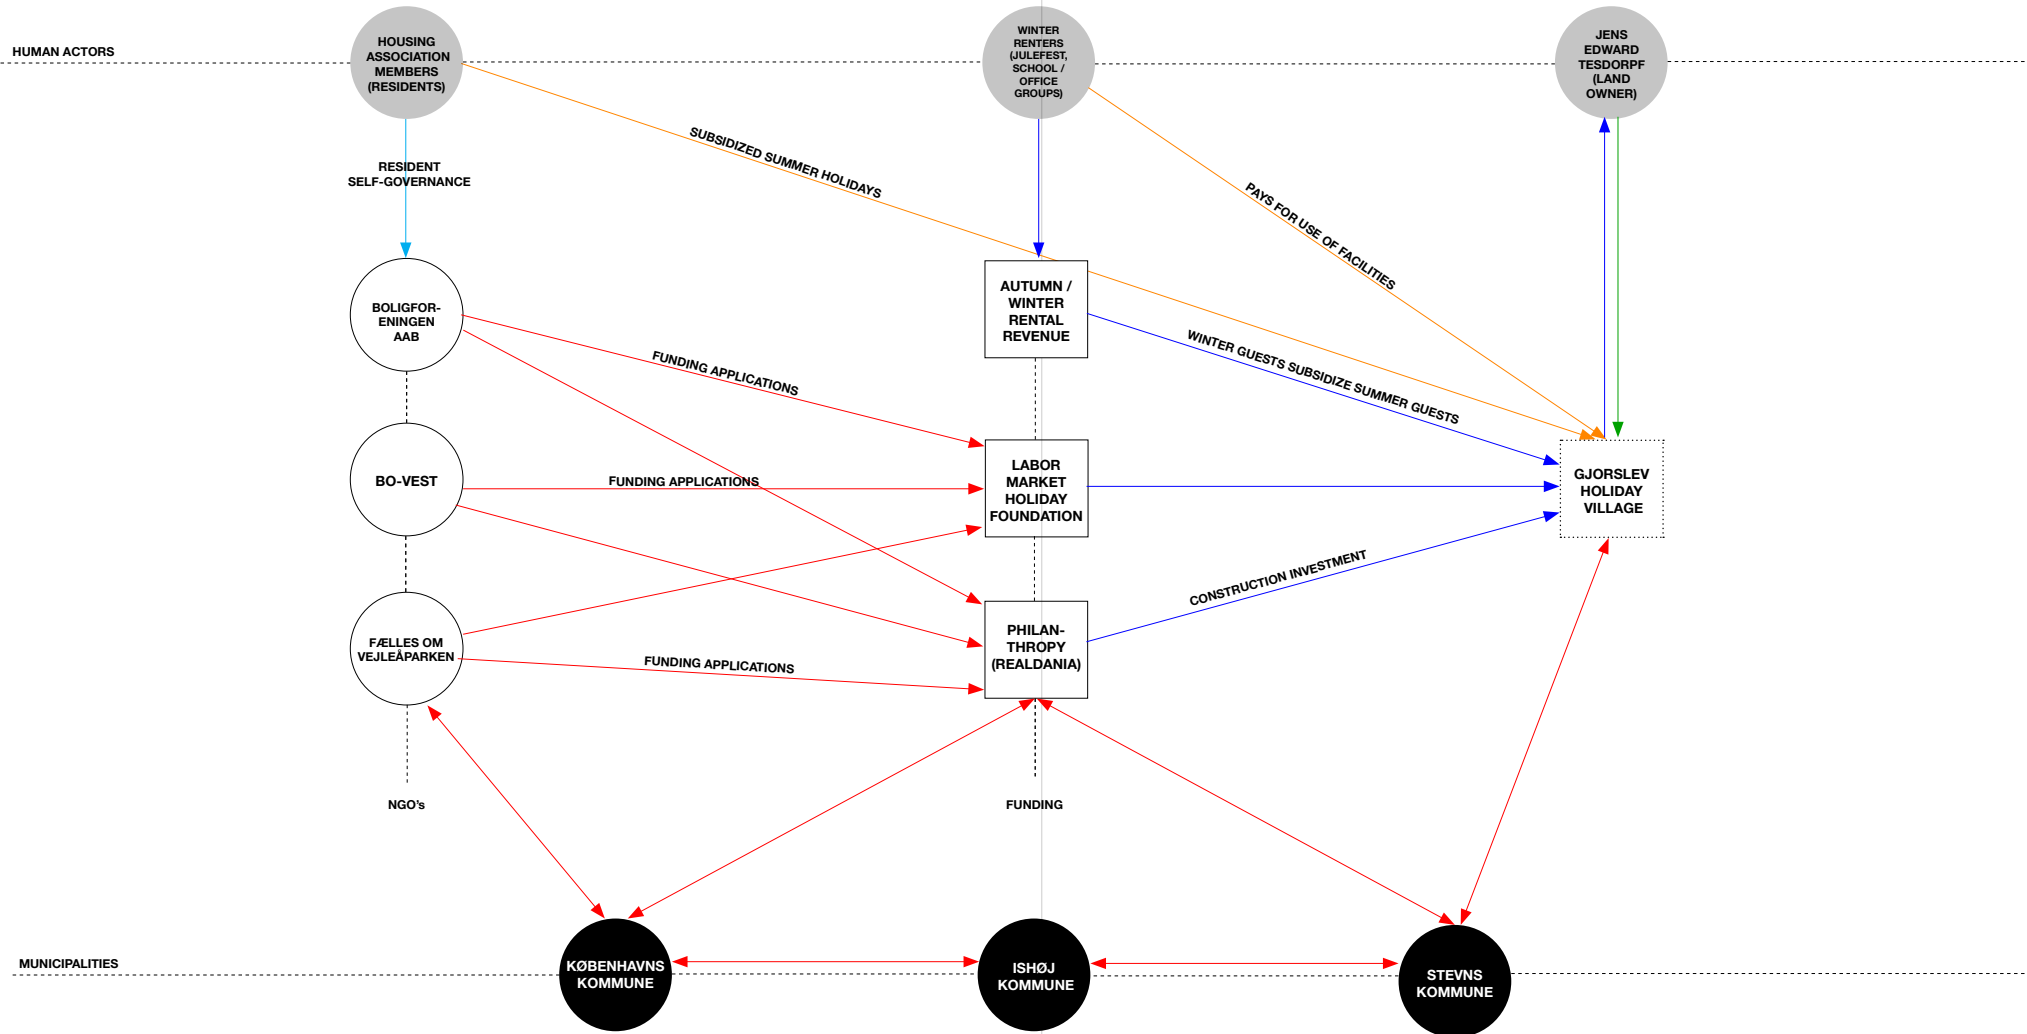 HUMAN ACTORS
HOUSING
ASSOCIATION
MEMBERS
(RESIDENTS)
WINTER
RENTERS
(JULEFEST,
SCHOOL /
OFFICE
GROUPS)
JENS
EDWARD
TESDORPF
(LAND
OWNER)
SUBSIDIZED SUMMER HOLIDAYS
RESIDENT
SELF-GOVERNANCE
PAYS FOR USE OF FACILITIES
BOLIGFOR-
ENINGEN
AAB
AUTUMN /
WINTER
RENTAL
REVENUE
FUNDING APPLICATIONS
WINTER GUESTS SUBSIDIZE SUMMER GUESTS
BO-VEST
FUNDING APPLICATIONS
LABOR
MARKET
HOLIDAY
FOUNDATION
GJORSLEV
HOLIDAY
VILLAGE
CONSTRUCTION INVESTMENT
FÆLLES OM
VEJLEÅPARKEN
FUNDING APPLICATIONS
PHILAN-
THROPY
(REALDANIA)
NGO's
FUNDING
MUNICIPALITIES
KØBENHAVNS
KOMMUNE
ISHØJ
KOMMUNE
STEVNS
KOMMUNE